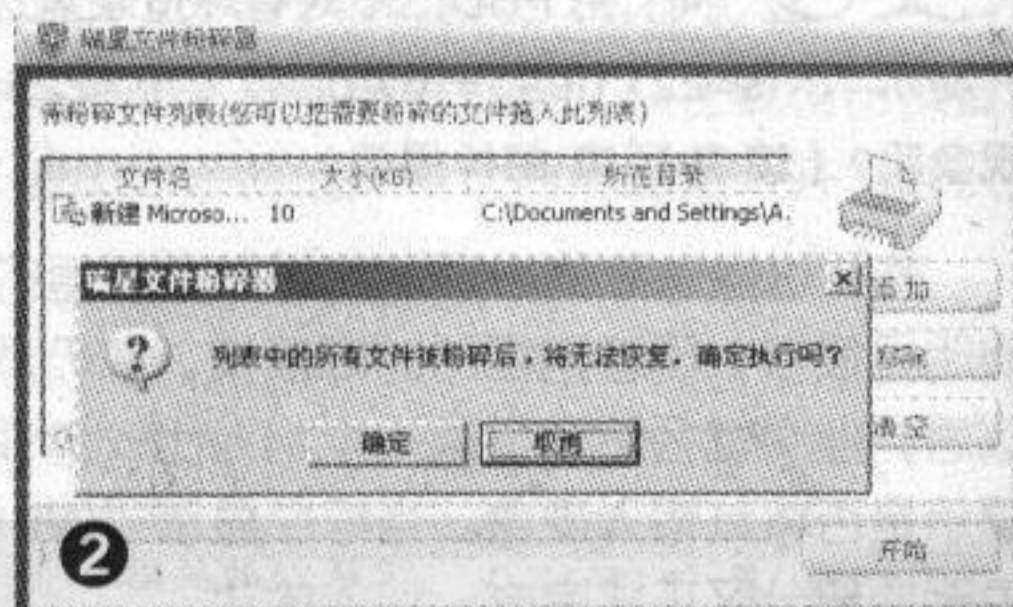 瑞星文件粉碎器
待粉碎文件列表(您可以把需要粉碎的文件拖入此列表)
文件名 大小(KB) 所在目录
新建 Microso... 10 C:\Documents and Settings\A.
瑞星文件粉碎器
添加
列表中的所有文件被粉碎后，将无法恢复。确定执行吗?
确定 取消
清空
2
开始